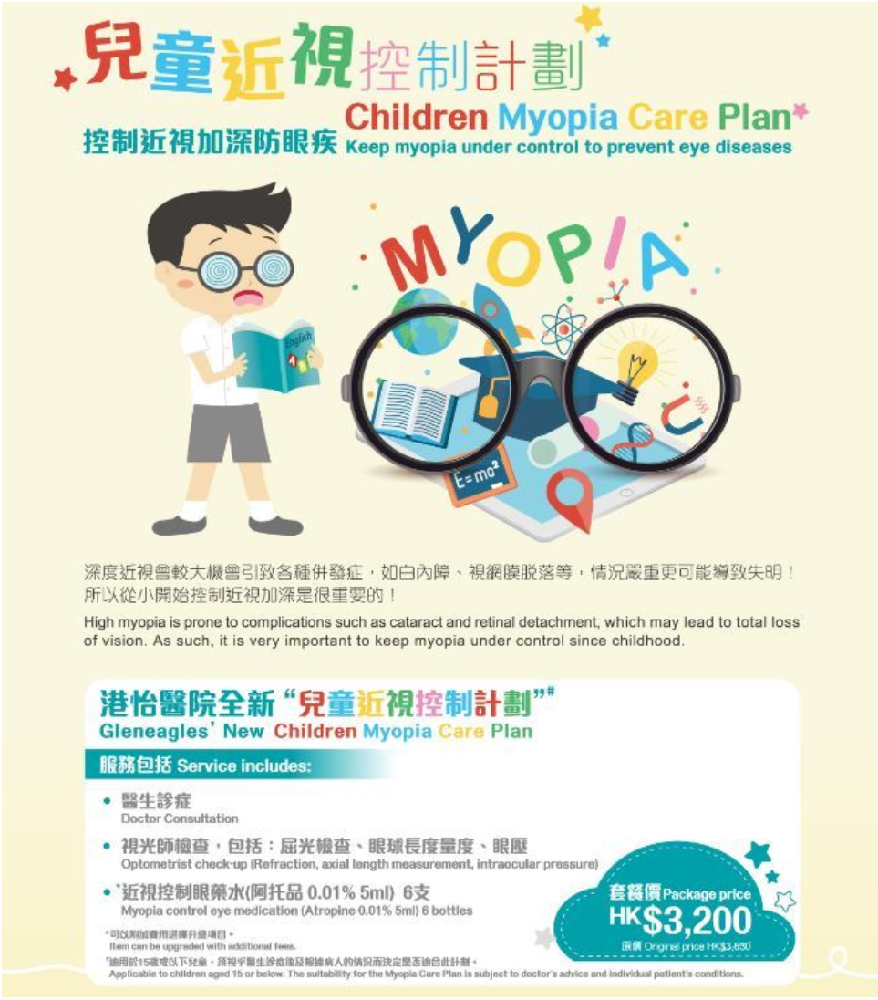 兒童近視控制計劃
Children Myopia Care Plan*
控制近視加深防眼疾 Keep myopia under control to prevent eye diseases
MYOPIA
English
ABC
E=mc²
深度近視會較大機會引致各種併發症，如白內障、視網膜脫落等，情況嚴重更可能導致失明！
所以從小開始控制近視加深是很重要的！
High myopia is prone to complications such as cataract and retinal detachment, which may lead to total loss
of vision. As such, it is very important to keep myopia under control since childhood.
港怡醫院全新“兒童近視控制計劃”#
Gleneagles’ New Children Myopia Care Plan
服務包括 Service includes:
• 醫生診症
Doctor Consultation
• 視光師檢查，包括：屈光檢查、眼球長度量度、眼壓
Optometrist check-up (Refraction, axial length measurement, intraocular pressure)
• *近視控制眼藥水(阿托品 0.01% 5ml) 6支
Myopia control eye medication (Atropine 0.01% 5ml) 6 bottles
套餐價 Package price
HK$3,200
原價 Original price HK$3,630
*可以附加費用選擇升級項目。
Item can be upgraded with additional fees.
#適用於15歲或以下兒童。須視乎醫生診症後及根據病人的情況而決定是否適合此計劃。
Applicable to children aged 15 or below. The suitability for the Myopia Care Plan is subject to doctor's advice and individual patient's conditions.